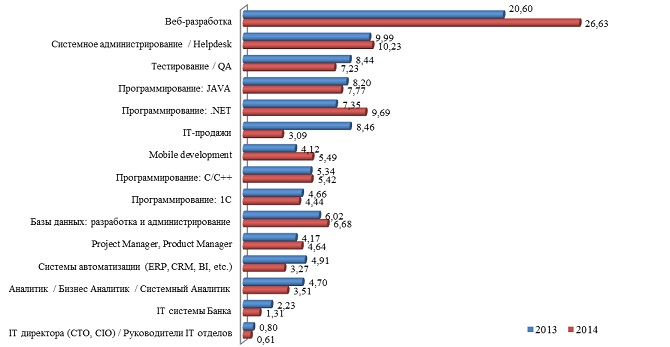 Веб-разработка
20,60
26,63
Системное администрирование / Helpdesk
9,99
10,23
Тестирование / QA
8,44
7,23
Программирование: JAVA
8,20
7,77
Программирование: .NET
7,35
9,69
IT-продажи
8,46
3,09
Mobile development
4,12
5,49
Программирование: C/C++
5,34
5,42
Программирование: 1С
4,66
4,44
Базы данных: разработка и администрирование
6,02
6,68
Project Manager, Product Manager
4,17
4,64
Системы автоматизации (ERP, CRM, BI, etc.)
4,91
3,27
Аналитик / Бизнес Аналитик / Системный Аналитик
4,70
3,51
IT системы Банка
2,23
1,31
IT директора (CTO, CIO) / Руководители IT отделов
0,80
0,61
2013 2014